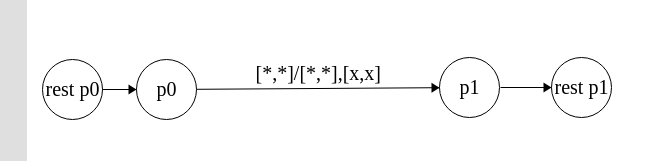 [*,*]/[*,*],[x,x]
rest p0
p0
p1
rest p1